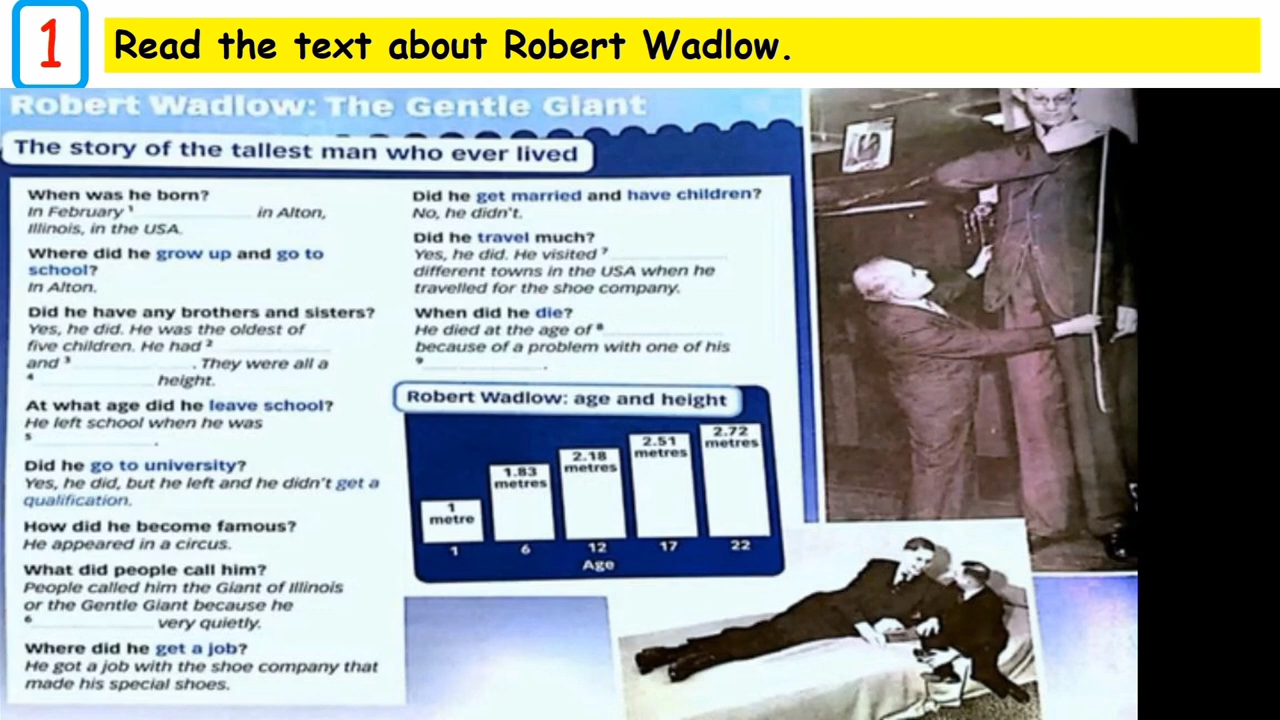 1
Read the text about Robert Wadlow.
Robert Wadlow: The Gentle Giant
The story of the tallest man who ever lived
When was he born?
In February ¹ ____________ in Alton,
Illinois, in the USA.
Where did he grow up and go to
school?
In Alton.
Did he have any brothers and sisters?
Yes, he did. He was the oldest of
five children. He had ² ____________
and ³ ____________. They were all a
⁴ ____________ height.
At what age did he leave school?
He left school when he was
⁵ ____________.
Did he go to university?
Yes, he did, but he left and he didn't get a
qualification.
How did he become famous?
He appeared in a circus.
What did people call him?
People called him the Giant of Illinois
or the Gentle Giant because he
⁶ ____________ very quietly.
Where did he get a job?
He got a job with the shoe company that
made his special shoes.
Did he get married and have children?
No, he didn't.
Did he travel much?
Yes, he did. He visited ⁷ ____________
different towns in the USA when he
travelled for the shoe company.
When did he die?
He died at the age of ⁸ ____________
because of a problem with one of his
⁹ ____________.
Robert Wadlow: age and height
1
metre
1.83
metres
2.18
metres
2.51
metres
2.72
metres
1 6 12 17 22
Age